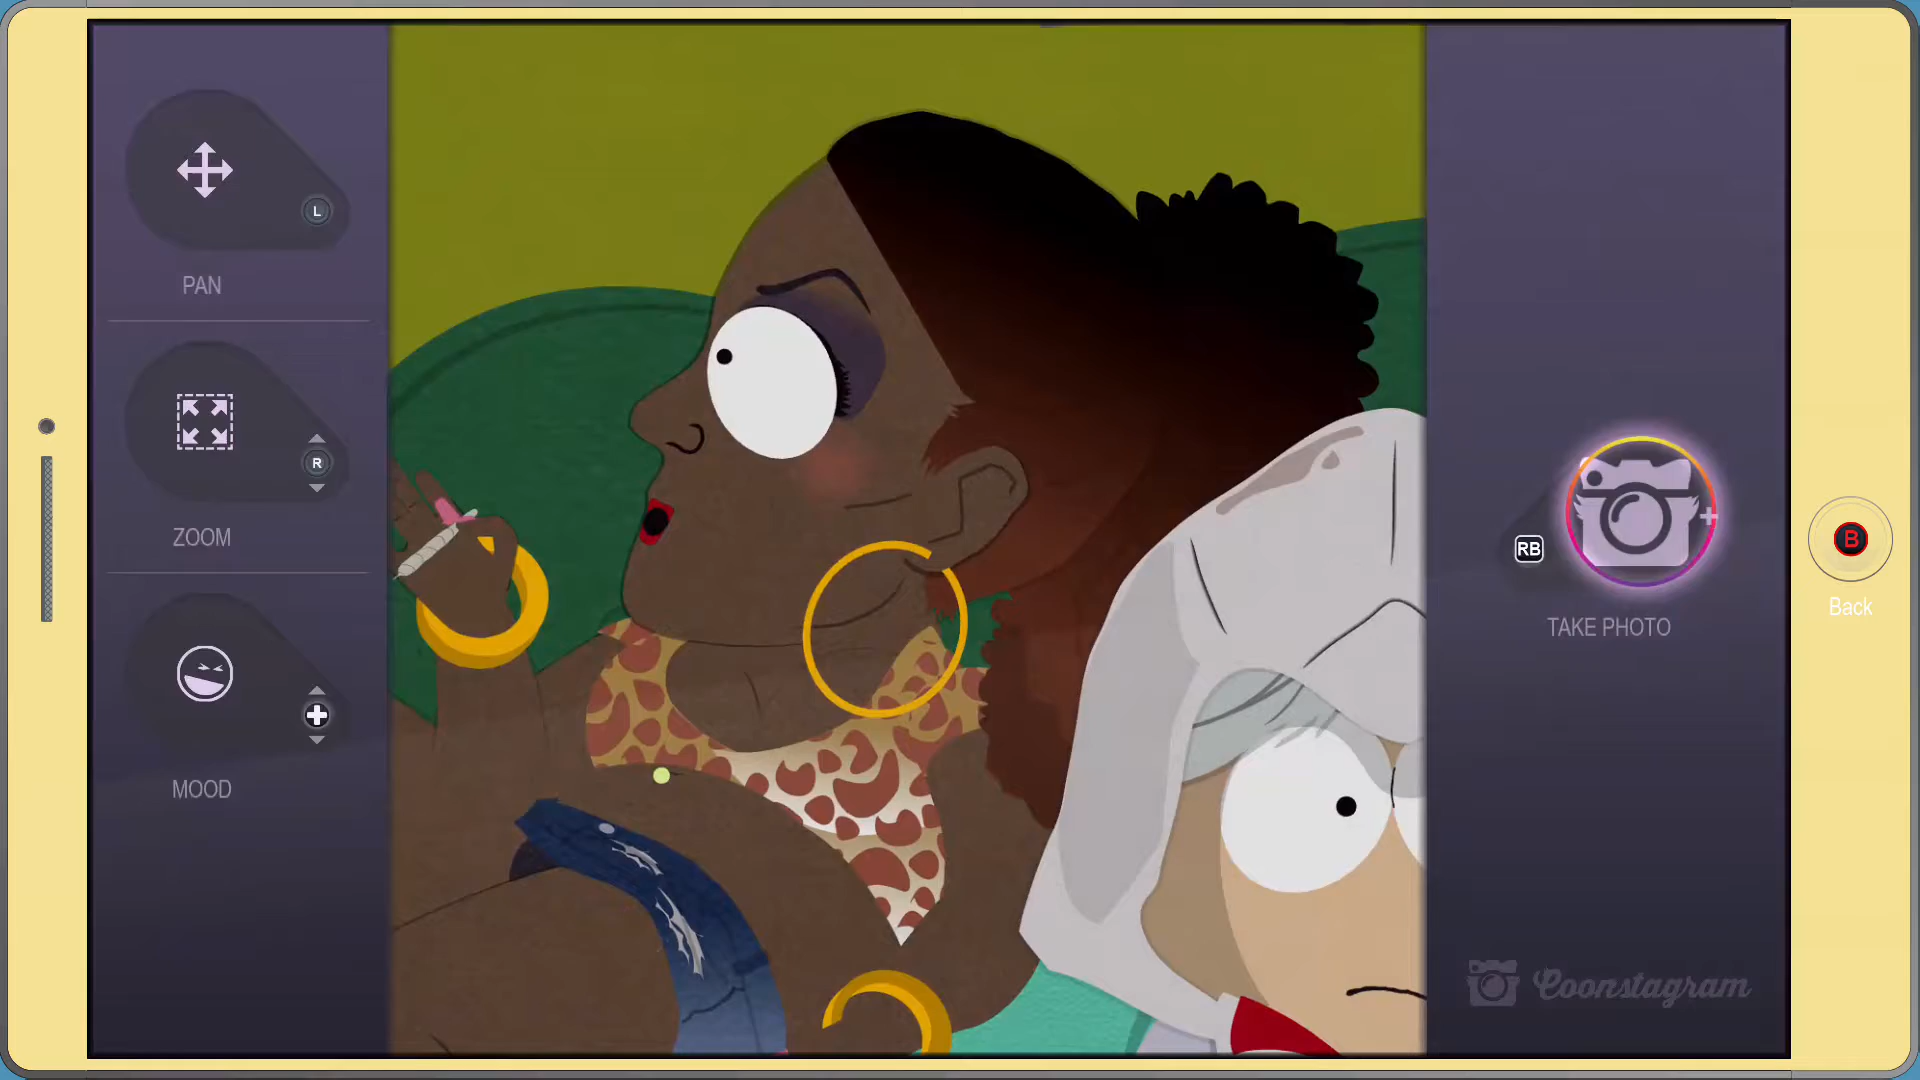 L
PAN
R
ZOOM
MOOD
RB
TAKE PHOTO
B
Back
Coonstagram